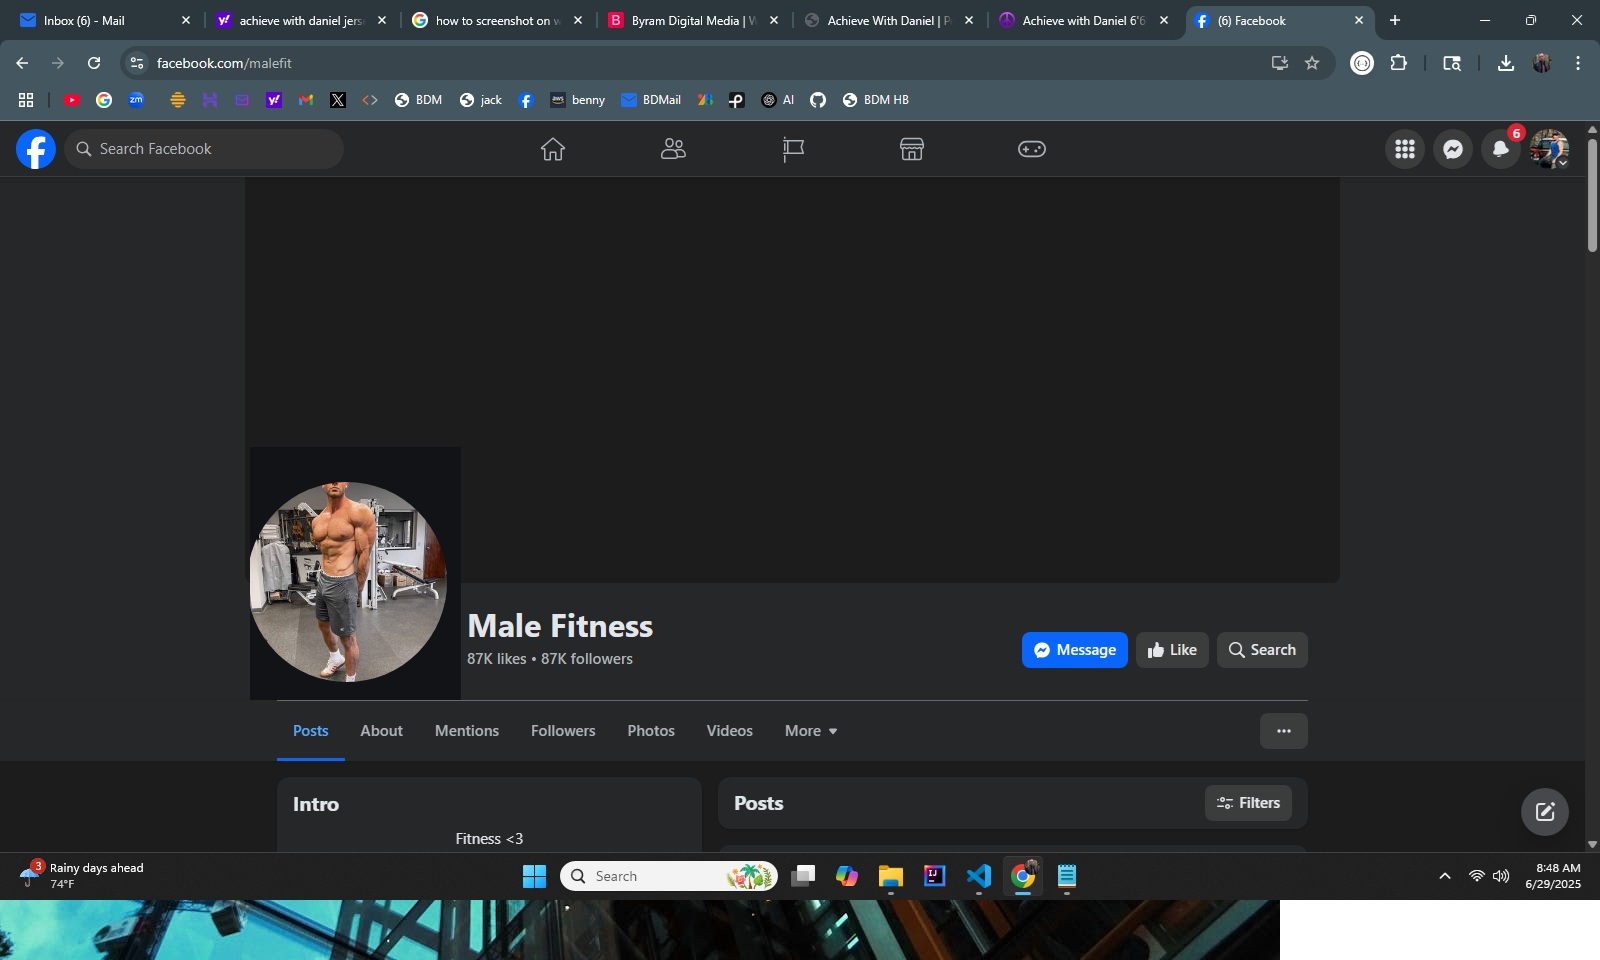 Inbox (6) - Mail
achieve with daniel jers
how to screenshot on w
Byram Digital Media | W
Achieve With Daniel | P
Achieve with Daniel 6'6
(6) Facebook
facebook.com/malefit
zm
y!
X
BDM
jack
aws
benny
BDMail
AI
BDM HB
Search Facebook
6
Male Fitness
87K likes • 87K followers
Message
Like
Search
Posts
About
Mentions
Followers
Photos
Videos
More
Intro
Posts
Filters
Fitness <3
3
Rainy days ahead
74°F
Search
IJ
8:48 AM
6/29/2025